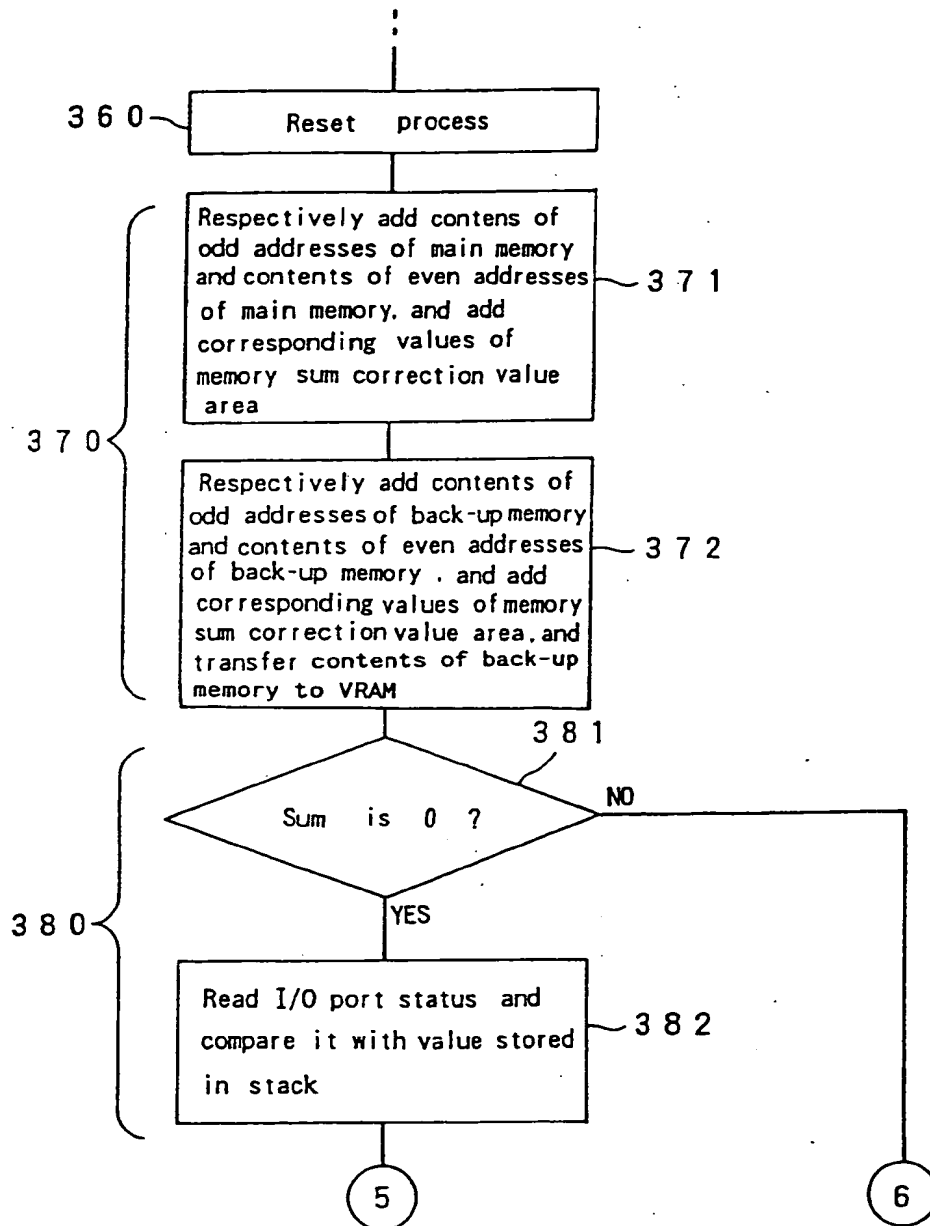 360
Reset process
Respectively add contens of
odd addresses of main memory
and contents of even addresses
of main memory, and add
corresponding values of
memory sum correction value
area
371
370
Respectively add contents of
odd addresses of back-up memory
and contents of even addresses
of back-up memory . and add
corresponding values of memory
sum correction value area, and
transfer contents of back-up
memory to VRAM
372
381
Sum is 0 ?
NO
YES
380
Read I/O port status and
compare it with value stored
in stack
382
5
6